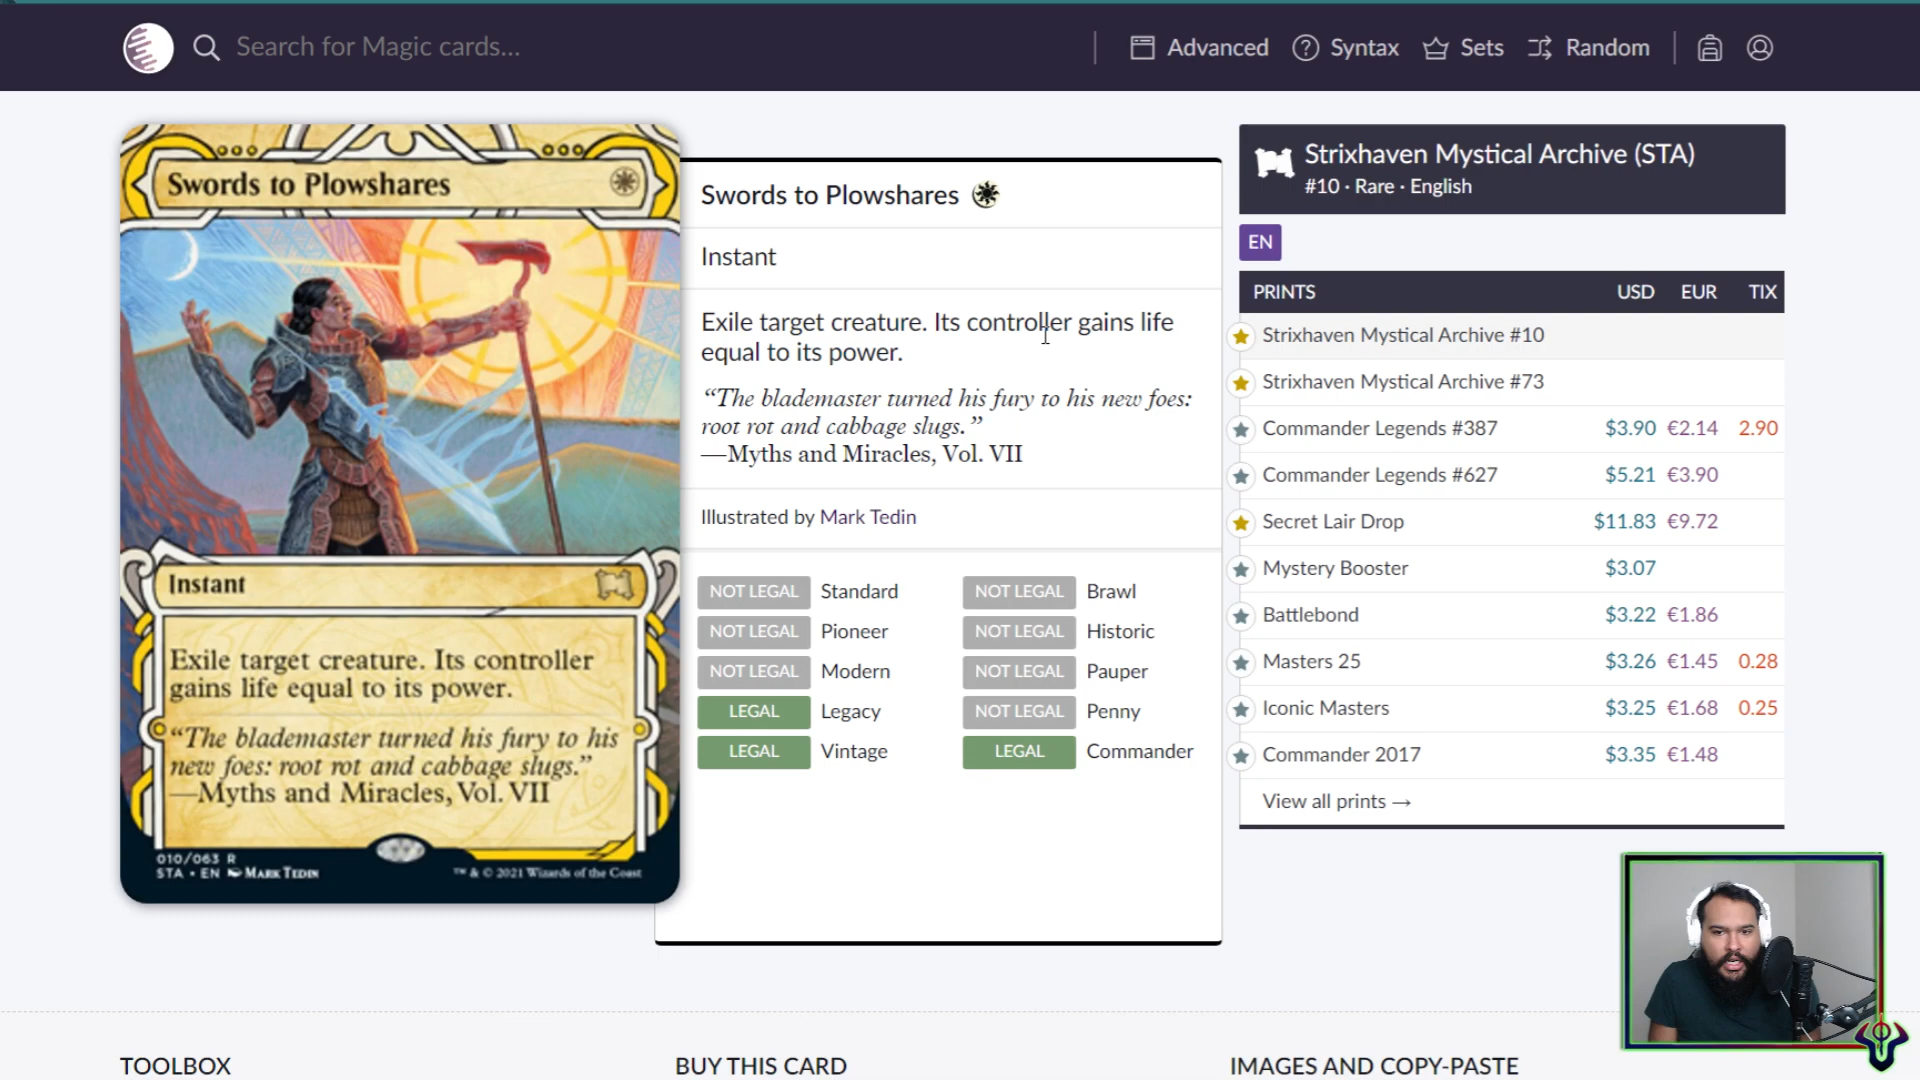 Search for Magic cards...
Advanced
Syntax
Sets
Random
Swords to Plowshares
Instant
Exile target creature. Its controller
gains life equal to its power.
“The blademaster turned his fury to his
new foes: root rot and cabbage slugs.”
—Myths and Miracles, Vol. VII
010/063 R
STA • EN MARK TEDIN
™ & © 2021 Wizards of the Coast
Swords to Plowshares
Instant
Exile target creature. Its controller gains life
equal to its power.
“The blademaster turned his fury to his new foes:
root rot and cabbage slugs.”
—Myths and Miracles, Vol. VII
Illustrated by Mark Tedin
NOT LEGAL Standard NOT LEGAL Brawl
NOT LEGAL Pioneer NOT LEGAL Historic
NOT LEGAL Modern NOT LEGAL Pauper
LEGAL Legacy NOT LEGAL Penny
LEGAL Vintage LEGAL Commander
Strixhaven Mystical Archive (STA)
#10 · Rare · English
EN
PRINTS USD EUR TIX
Strixhaven Mystical Archive #10
Strixhaven Mystical Archive #73
Commander Legends #387 $3.90 €2.14 2.90
Commander Legends #627 $5.21 €3.90
Secret Lair Drop $11.83 €9.72
Mystery Booster $3.07
Battlebond $3.22 €1.86
Masters 25 $3.26 €1.45 0.28
Iconic Masters $3.25 €1.68 0.25
Commander 2017 $3.35 €1.48
View all prints →
TOOLBOX
BUY THIS CARD
IMAGES AND COPY-PASTE